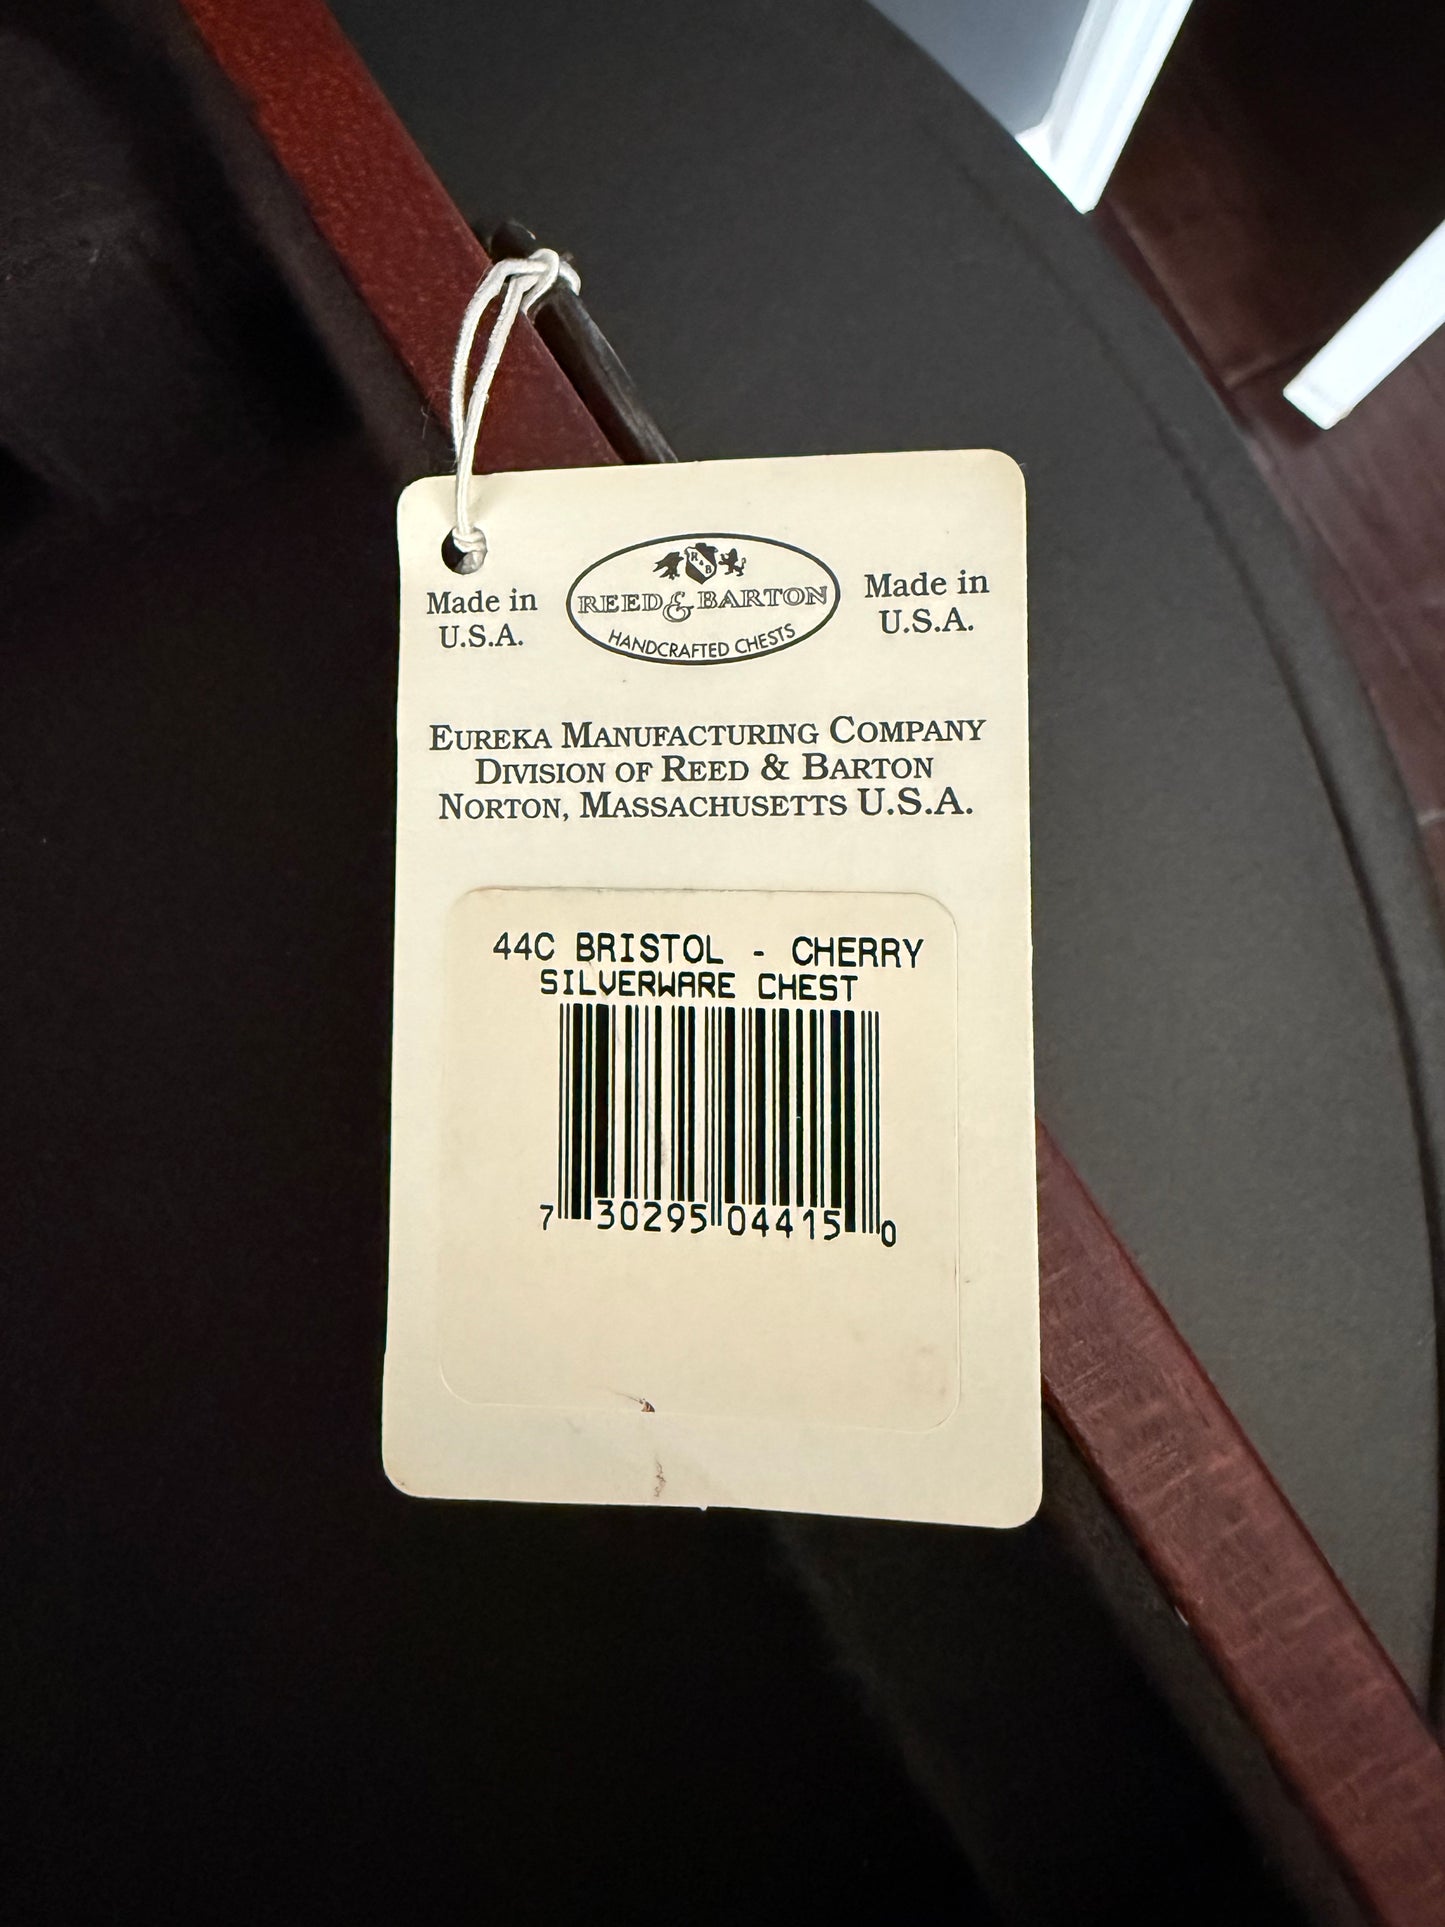 Made in
U.S.A.
R & B
REED & BARTON
HANDCRAFTED CHESTS
Made in
U.S.A.
EUREKA MANUFACTURING COMPANY
DIVISION OF REED & BARTON
NORTON, MASSACHUSETTS U.S.A.
44C BRISTOL - CHERRY
SILVERWARE CHEST
7 30295 04415 0